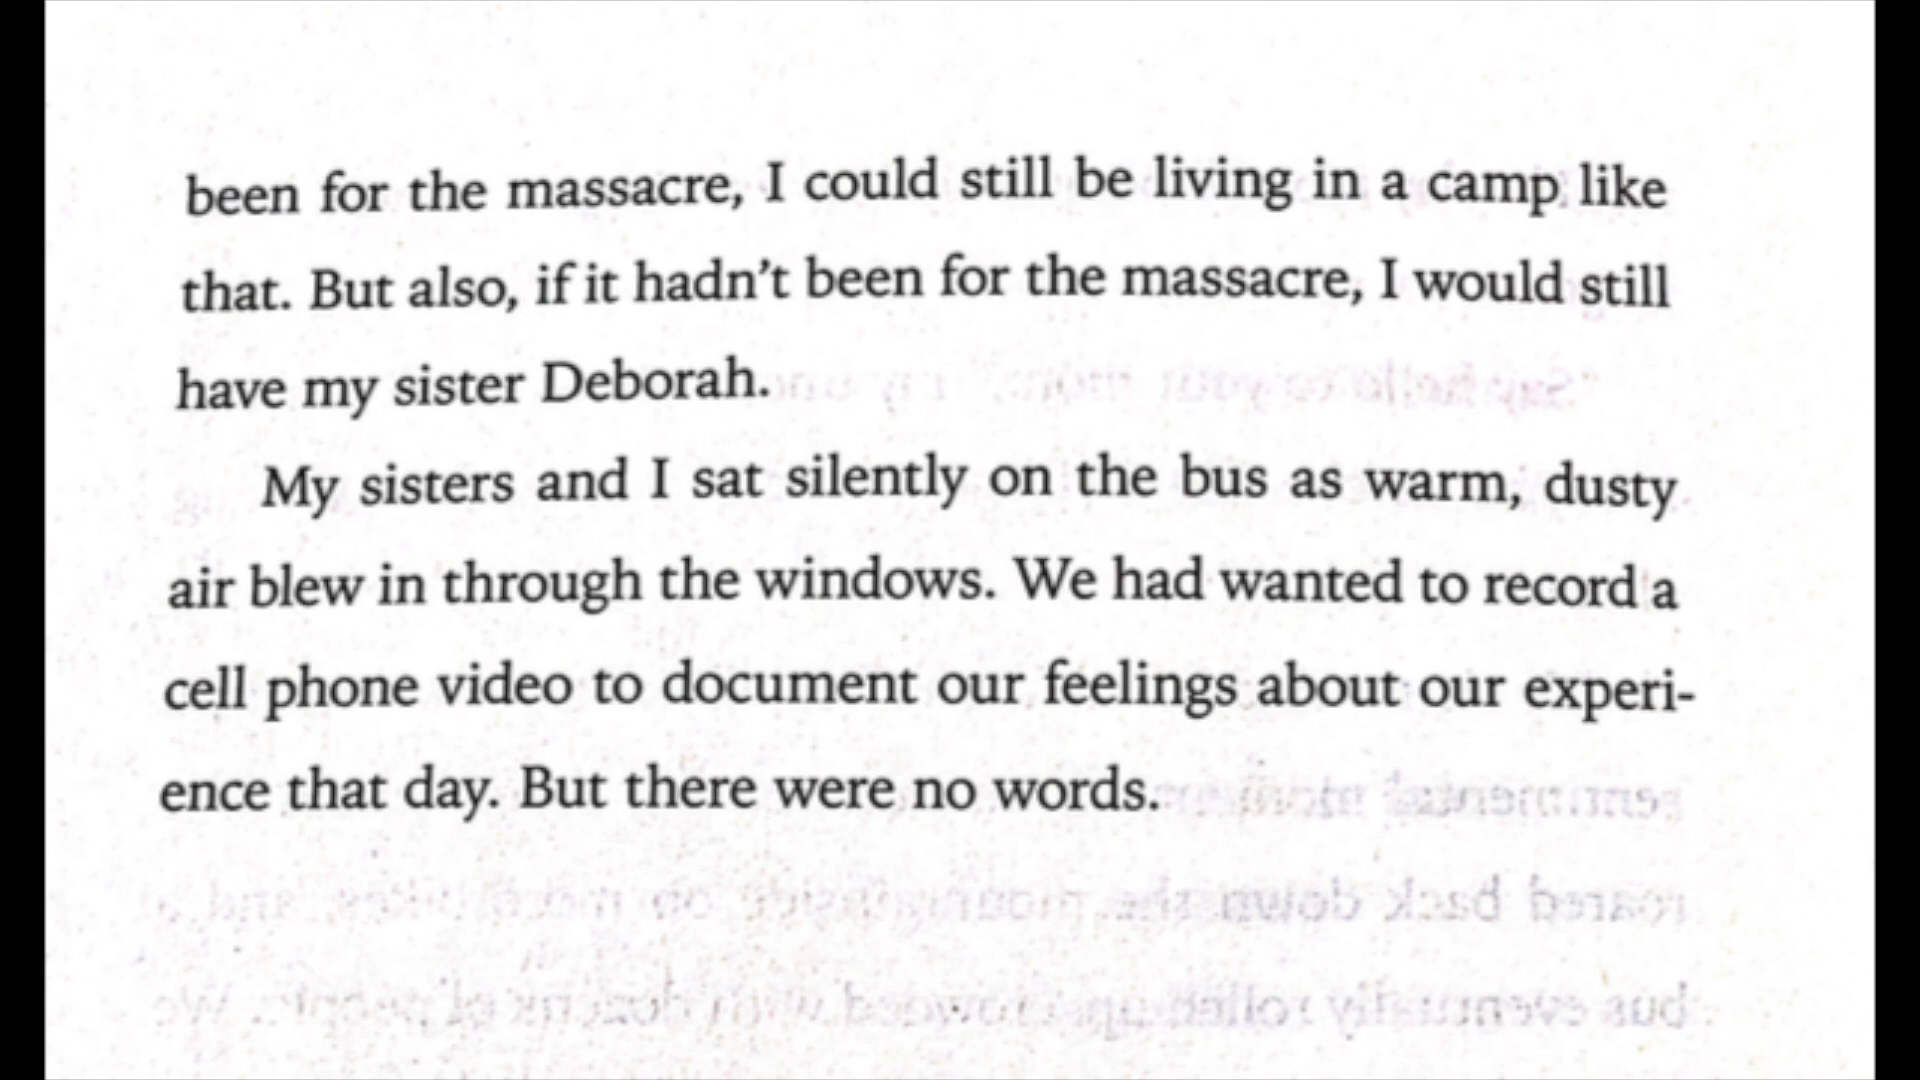 been for the massacre, I could still be living in a camp like
that. But also, if it hadn't been for the massacre, I would still
have my sister Deborah.
My sisters and I sat silently on the bus as warm, dusty
air blew in through the windows. We had wanted to record a
cell phone video to document our feelings about our experi-
ence that day. But there were no words.